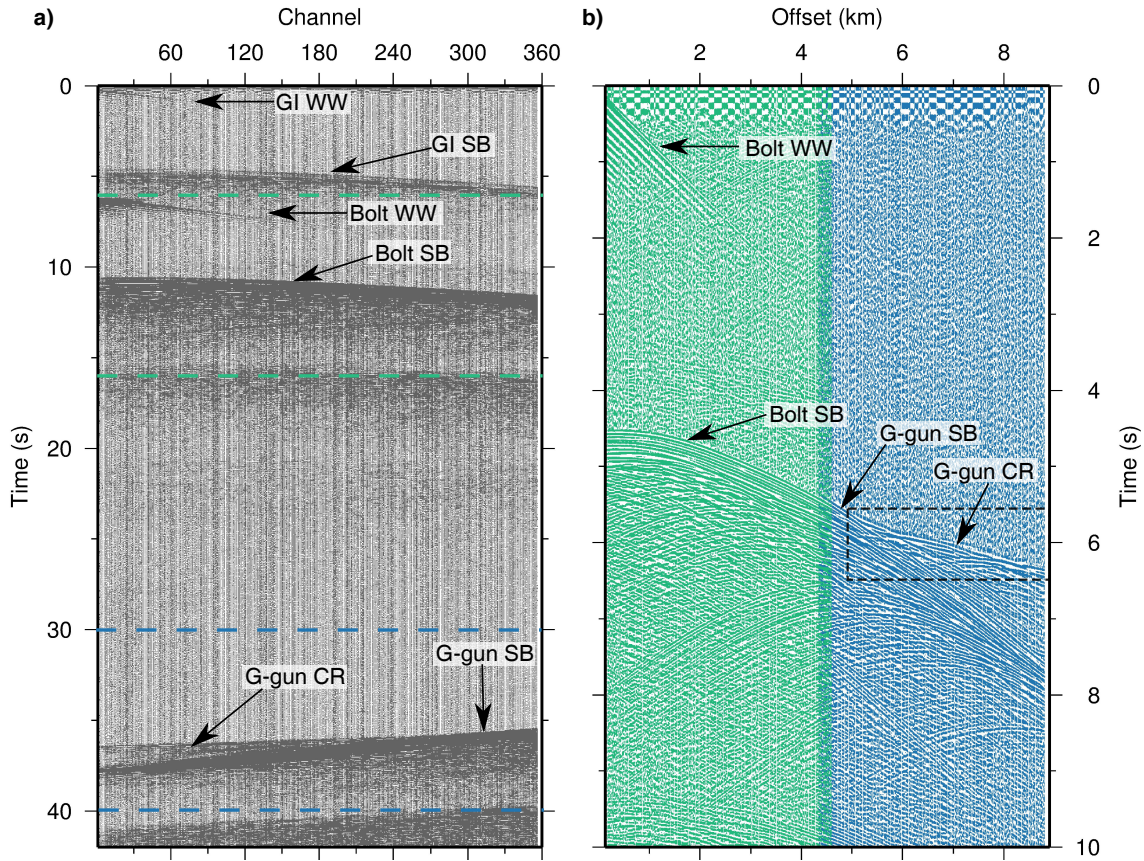 a)
Channel
60 120 180 240 300 360
0
10
20
30
40
Time (s)
GI WW
GI SB
Bolt WW
Bolt SB
G-gun SB
G-gun CR
b)
Offset (km)
2 4 6 8
0
2
4
6
8
10
Time (s)
Bolt WW
Bolt SB
G-gun SB
G-gun CR